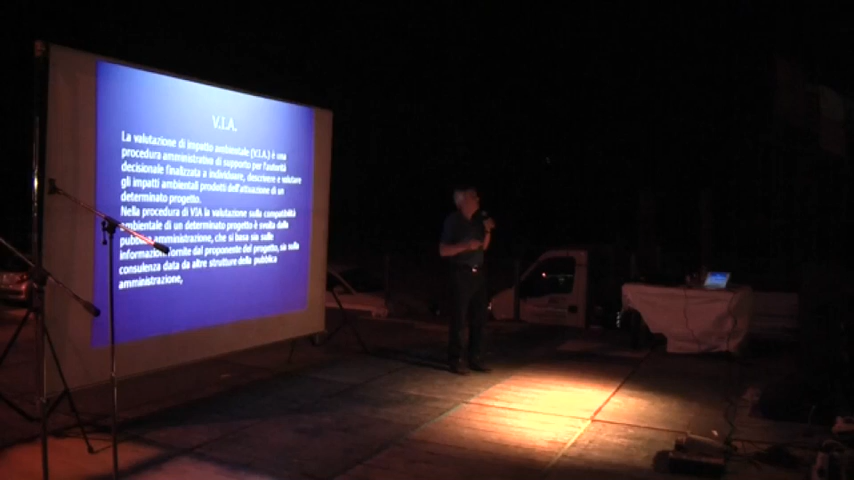 V.I.A.
La valutazione di impatto ambientale (V.I.A.) è una
procedura amministrativa di supporto per l'autorità
decisionale finalizzata a individuare, descrivere e valutare
gli impatti ambientali prodotti dell'attuazione di un
determinato progetto.
Nella procedura di VIA la valutazione sulla compatibilità
ambientale di un determinato progetto è svolta dalla
pubblica amministrazione, che si basa sia sulle
informazioni fornite dal proponente del progetto, sia sulla
consulenza data da altre strutture della pubblica
amministrazione,